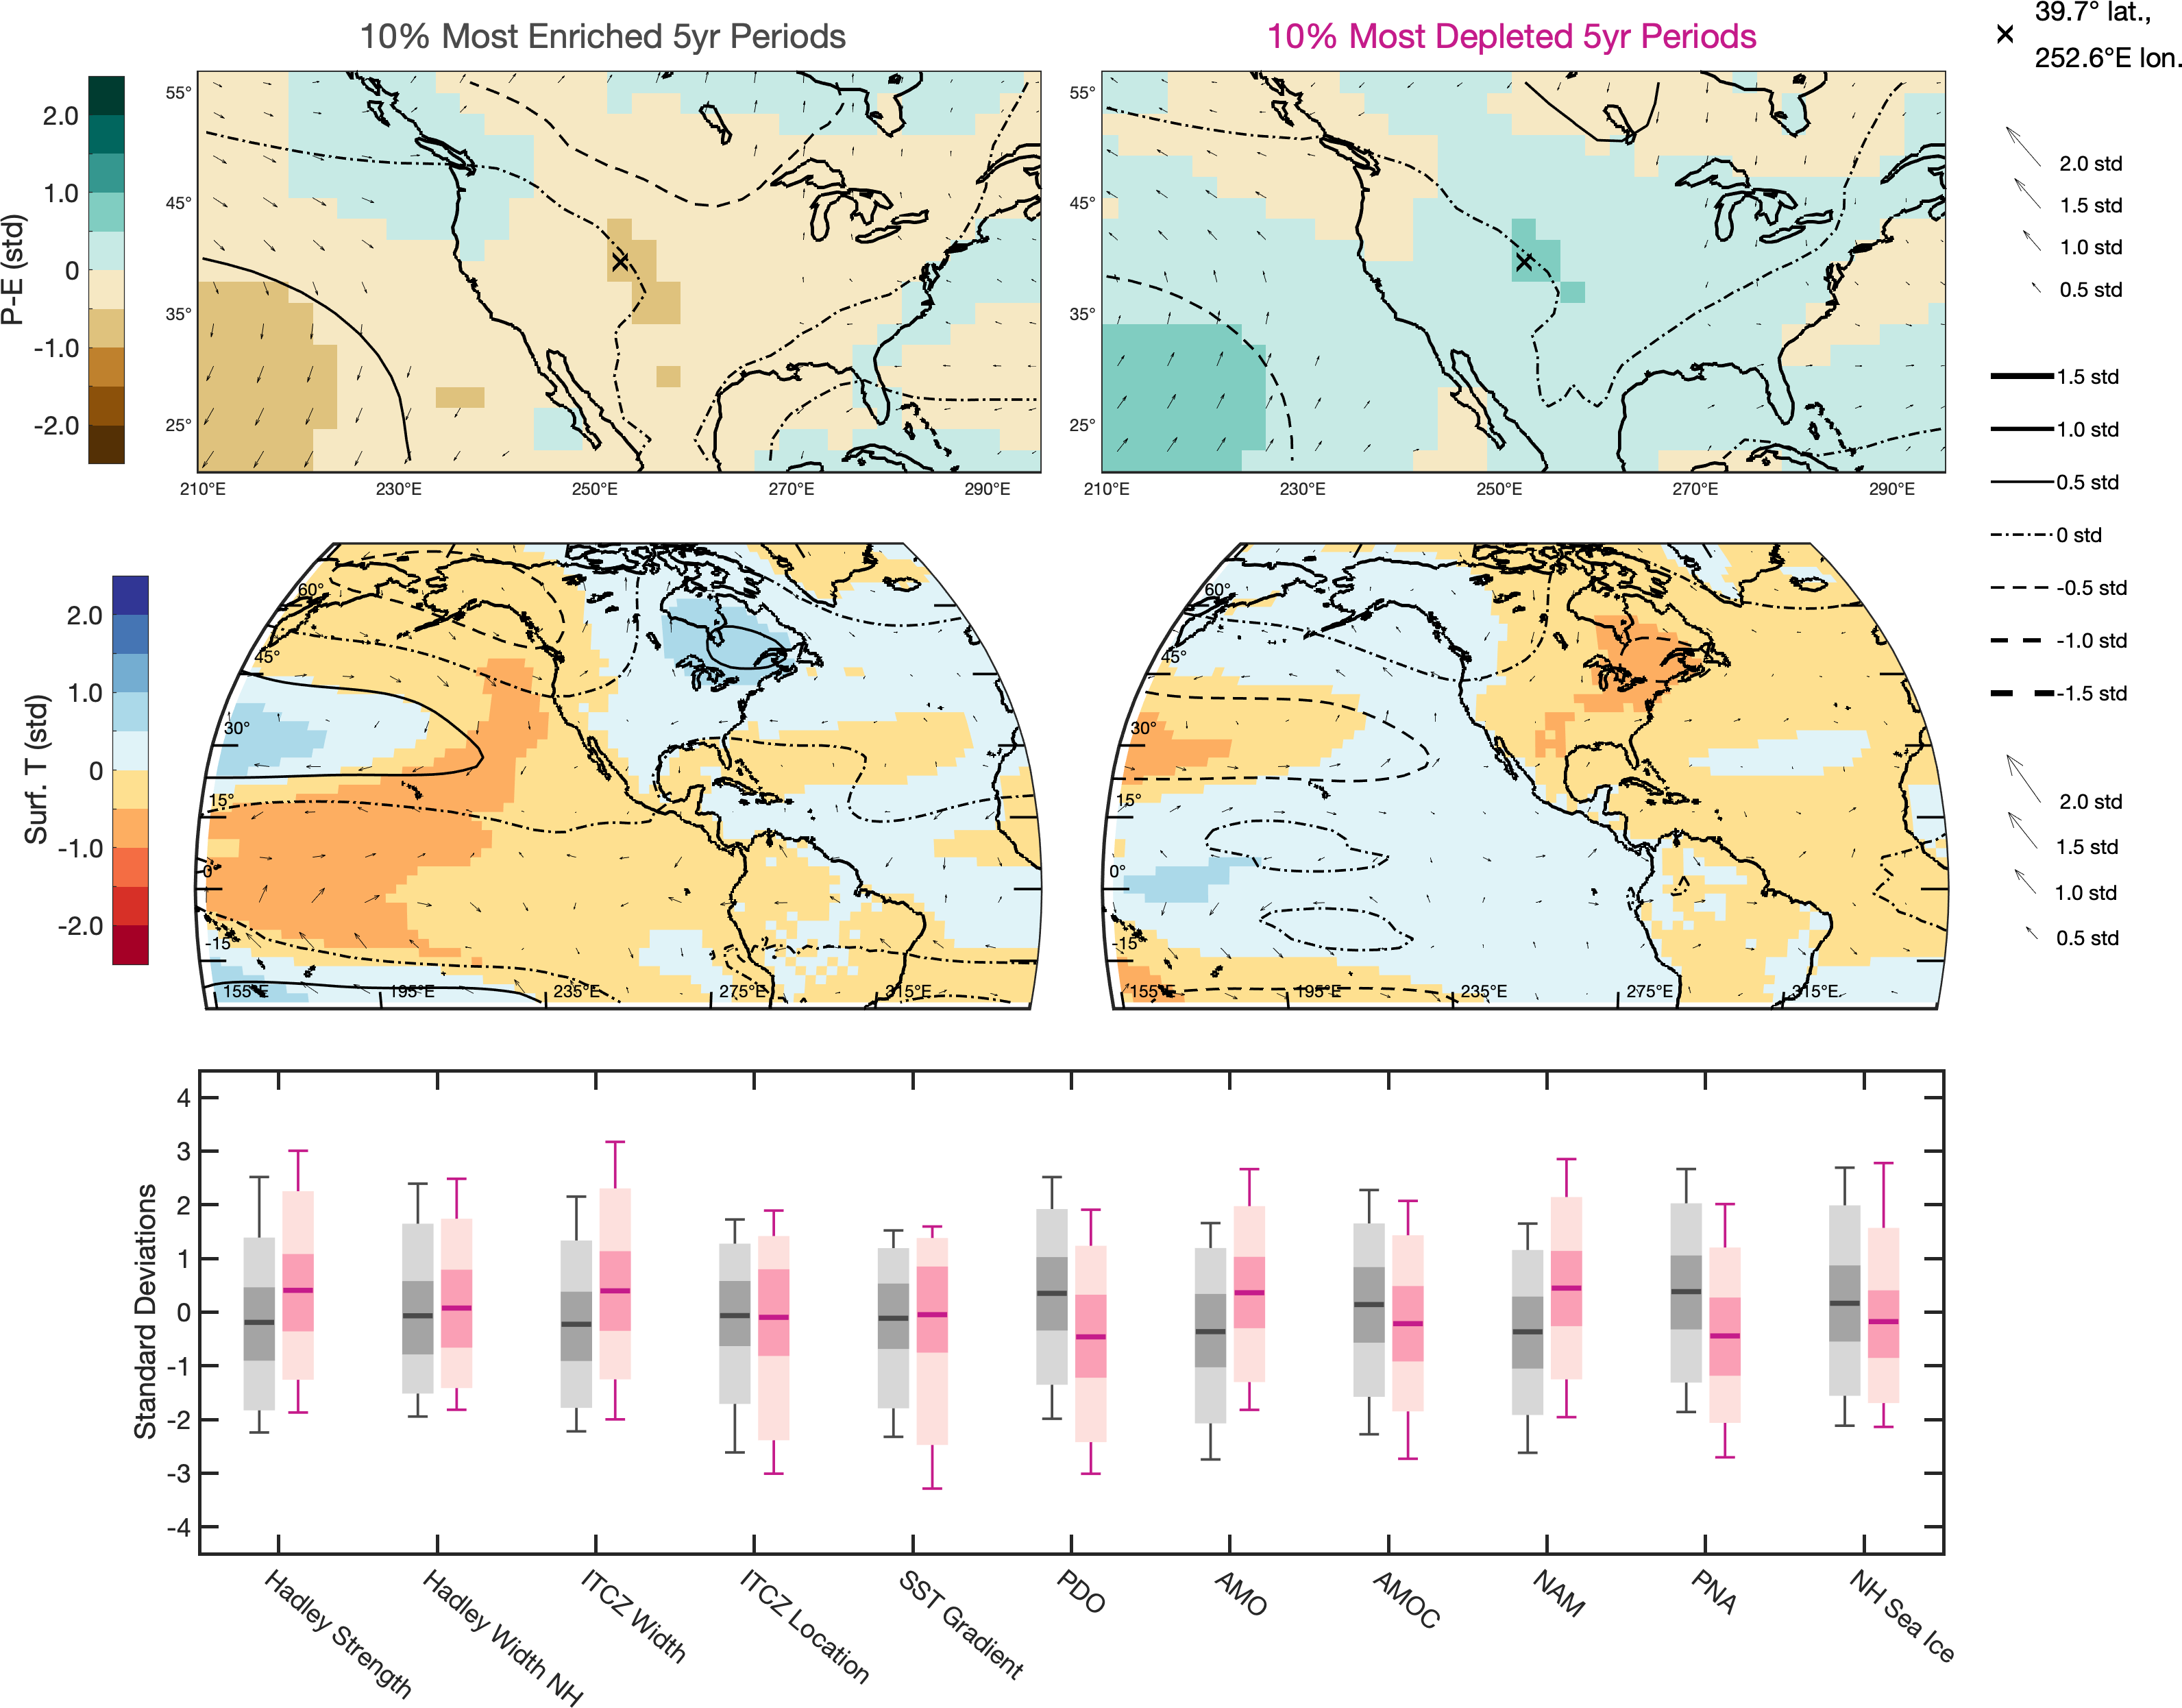 10% Most Enriched 5yr Periods
10% Most Depleted 5yr Periods
39.7° lat.,
252.6°E lon.
P-E (std)
2.0
1.0
0
-1.0
-2.0
55°
45°
35°
25°
210°E
230°E
250°E
270°E
290°E
55°
45°
35°
25°
210°E
230°E
250°E
270°E
290°E
2.0 std
1.5 std
1.0 std
0.5 std
1.5 std
1.0 std
0.5 std
0 std
-0.5 std
-1.0 std
-1.5 std
Surf. T (std)
2.0
1.0
0
-1.0
-2.0
60°
45°
30°
15°
0°
-15°
155°E
195°E
235°E
275°E
315°E
60°
45°
30°
15°
0°
-15°
155°E
195°E
235°E
275°E
315°E
2.0 std
1.5 std
1.0 std
0.5 std
Standard Deviations
4
3
2
1
0
-1
-2
-3
-4
Hadley Strength
Hadley Width NH
ITCZ Width
ITCZ Location
SST Gradient
PDO
AMO
AMOC
NAM
PNA
NH Sea Ice